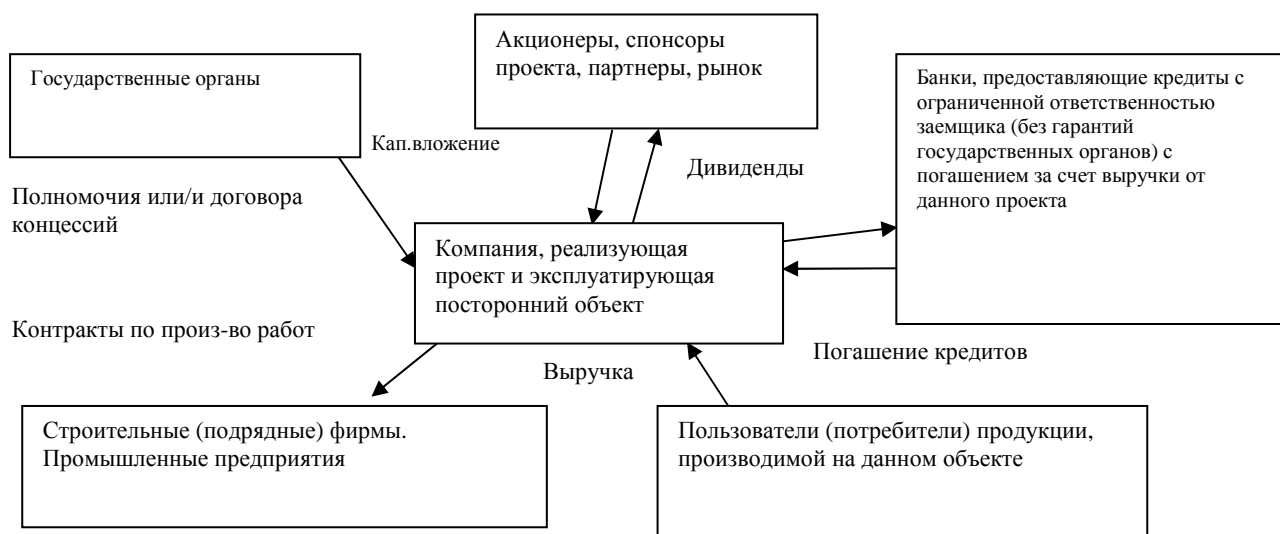 Государственные органы
Акционеры, спонсоры
проекта, партнеры, рынок
Банки, предоставляющие кредиты с
ограниченной ответственностью
заемщика (без гарантий
государственных органов) с
погашением за счет выручки от
данного проекта
Кап.вложение
Дивиденды
Полномочия или/и договора
концессий
Компания, реализующая
проект и эксплуатирующая
посторонний объект
Контракты по произ-во работ
Выручка
Погашение кредитов
Строительные (подрядные) фирмы.
Промышленные предприятия
Пользователи (потребители) продукции,
производимой на данном объекте